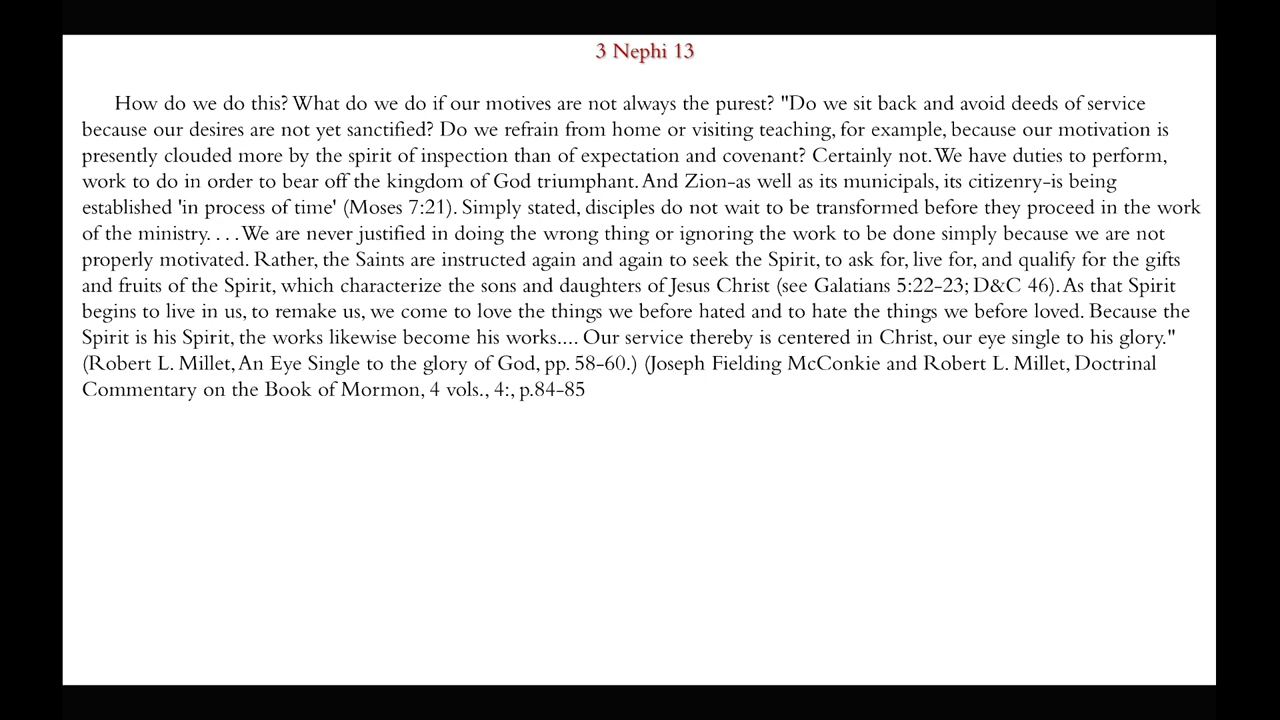 3 Nephi 13
How do we do this? What do we do if our motives are not always the purest? "Do we sit back and avoid deeds of service
because our desires are not yet sanctified? Do we refrain from home or visiting teaching, for example, because our motivation is
presently clouded more by the spirit of inspection than of expectation and covenant? Certainly not. We have duties to perform,
work to do in order to bear off the kingdom of God triumphant. And Zion-as well as its municipals, its citizenry-is being
established 'in process of time' (Moses 7:21). Simply stated, disciples do not wait to be transformed before they proceed in the work
of the ministry. . . . We are never justified in doing the wrong thing or ignoring the work to be done simply because we are not
properly motivated. Rather, the Saints are instructed again and again to seek the Spirit, to ask for, live for, and qualify for the gifts
and fruits of the Spirit, which characterize the sons and daughters of Jesus Christ (see Galatians 5:22-23; D&C 46). As that Spirit
begins to live in us, to remake us, we come to love the things we before hated and to hate the things we before loved. Because the
Spirit is his Spirit, the works likewise become his works.... Our service thereby is centered in Christ, our eye single to his glory."
(Robert L. Millet, An Eye Single to the glory of God, pp. 58-60.) (Joseph Fielding McConkie and Robert L. Millet, Doctrinal
Commentary on the Book of Mormon, 4 vols., 4:, p.84-85